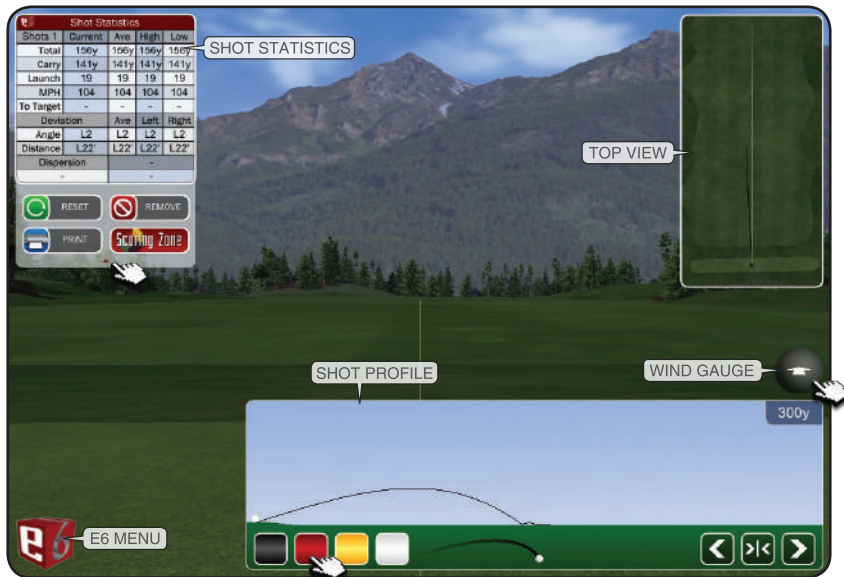 e6 Shot Statistics
Shots 1 Current Ave High Low
Total 156y 156y 156y 156y
Carry 141y 141y 141y 141y
Launch 19 19 19 19
MPH 104 104 104 104
To Target - - - -
Deviation Ave Left Right
Angle L2 L2 L2 L2
Distance L22' L22' L22' L22'
Dispersion -
- -
RESET REMOVE
PRINT Scoring Zone
SHOT STATISTICS
TOP VIEW
WIND GAUGE
SHOT PROFILE
300y
e6
E6 MENU
< >|< >